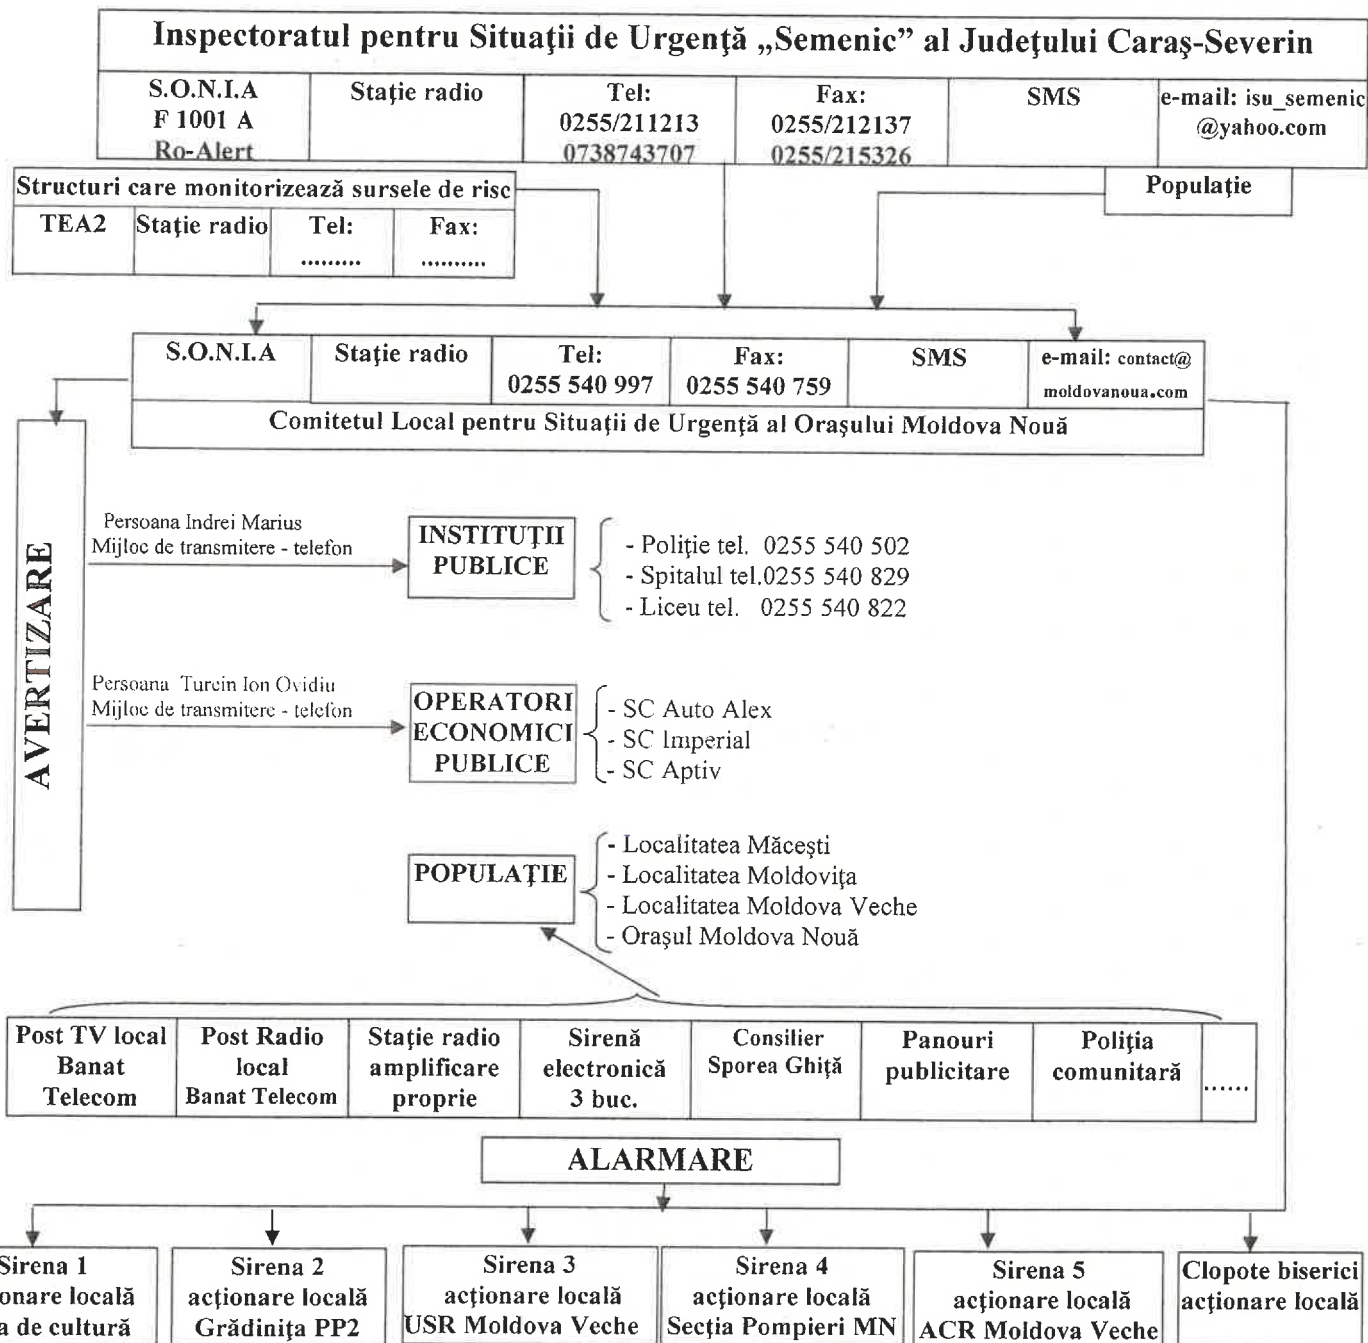 Inspectoratul pentru Situaţii de Urgenţă „Semenic” al Judeţului Caraş-Severin
S.O.N.I.A
F 1001 A
Ro-Alert
Staţie radio
Tel:
0255/211213
0738743707
Fax:
0255/212137
0255/215326
SMS
e-mail: isu_semenic
@yahoo.com
Structuri care monitorizează sursele de risc
TEA2
Staţie radio
Tel:
.........
Fax:
..........
Populaţie
S.O.N.I.A
Staţie radio
Tel:
0255 540 997
Fax:
0255 540 759
SMS
e-mail: contact@
moldovanoua.com
Comitetul Local pentru Situaţii de Urgenţă al Oraşului Moldova Nouă
AVERTIZARE
Persoana Indrei Marius
Mijloc de transmitere - telefon
INSTITUŢII
PUBLICE
- Poliţie tel. 0255 540 502
- Spitalul tel.0255 540 829
- Liceu tel. 0255 540 822
Persoana Turcin Ion Ovidiu
Mijloc de transmitere - telefon
OPERATORI
ECONOMICI
PUBLICE
- SC Auto Alex
- SC Imperial
- SC Aptiv
POPULAŢIE
- Localitatea Măceşti
- Localitatea Moldoviţa
- Localitatea Moldova Veche
- Oraşul Moldova Nouă
Post TV local
Banat
Telecom
Post Radio
local
Banat Telecom
Staţie radio
amplificare
proprie
Sirenă
electronică
3 buc.
Consilier
Sporea Ghiţă
Panouri
publicitare
Poliţia
comunitară
......
ALARMARE
Sirena 1
onare locală
a de cultură
Sirena 2
acţionare locală
Grădiniţa PP2
Sirena 3
acţionare locală
USR Moldova Veche
Sirena 4
acţionare locală
Secţia Pompieri MN
Sirena 5
acţionare locală
ACR Moldova Veche
Clopote biserici
acţionare locală